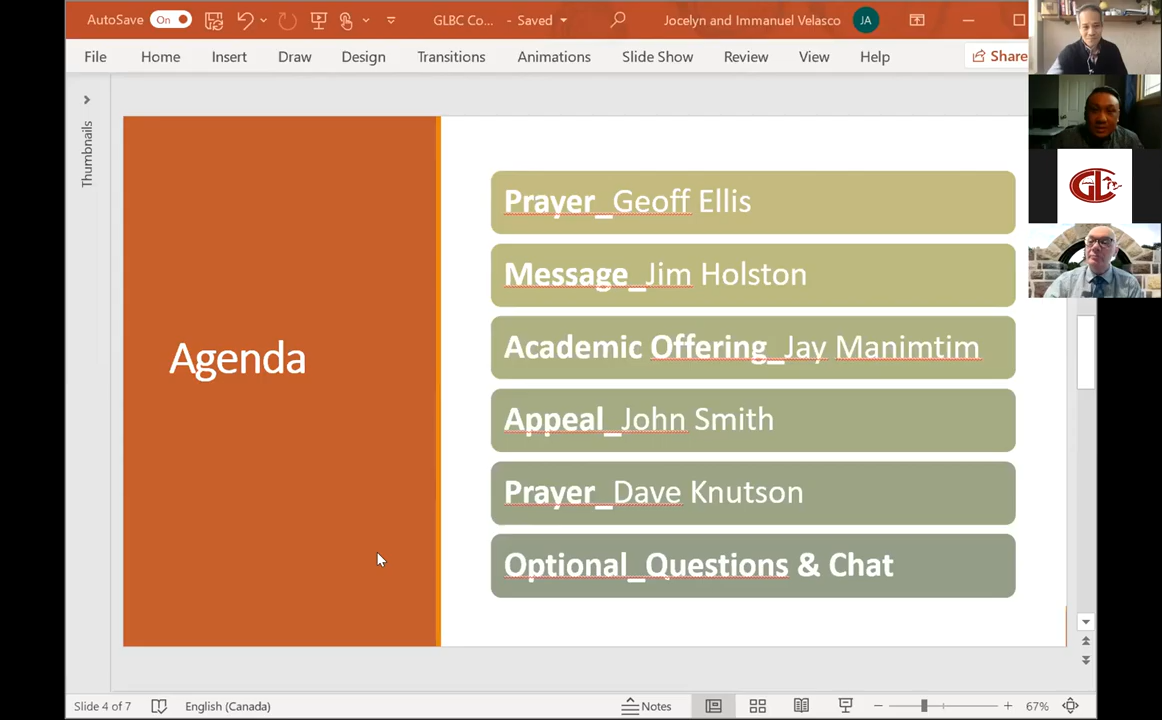 AutoSave On GLBC Co... - Saved Jocelyn and Immanuel Velasco JA
File Home Insert Draw Design Transitions Animations Slide Show Review View Help Share
Thumbnails
Agenda
Prayer_Geoff Ellis
Message_Jim Holston
Academic Offering_Jay Manimtim
Appeal_John Smith
Prayer_Dave Knutson
Optional_Questions & Chat
GL
Slide 4 of 7 English (Canada) Notes 67%